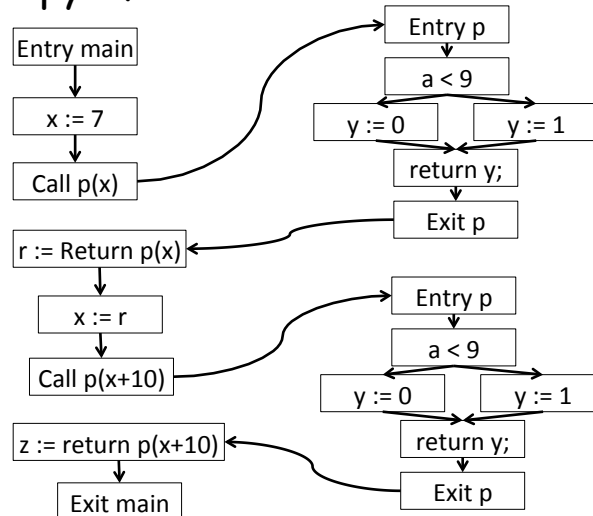 Entry main
x := 7
Call p(x)
r := Return p(x)
x := r
Call p(x+10)
z := return p(x+10)
Exit main
Entry p
a < 9
y := 0
y := 1
return y;
Exit p
Entry p
a < 9
y := 0
y := 1
return y;
Exit p